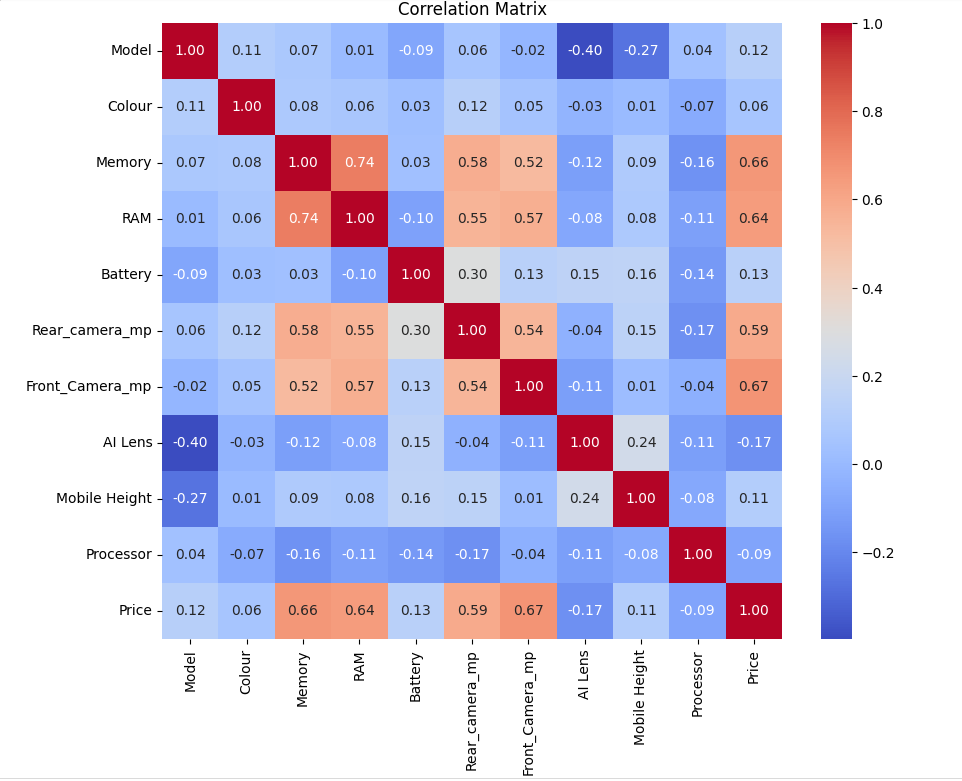 Correlation Matrix
Model 1.00 0.11 0.07 0.01 -0.09 0.06 -0.02 -0.40 -0.27 0.04 0.12
Colour 0.11 1.00 0.08 0.06 0.03 0.12 0.05 -0.03 0.01 -0.07 0.06
Memory 0.07 0.08 1.00 0.74 0.03 0.58 0.52 -0.12 0.09 -0.16 0.66
RAM 0.01 0.06 0.74 1.00 -0.10 0.55 0.57 -0.08 0.08 -0.11 0.64
Battery -0.09 0.03 0.03 -0.10 1.00 0.30 0.13 0.15 0.16 -0.14 0.13
Rear_camera_mp 0.06 0.12 0.58 0.55 0.30 1.00 0.54 -0.04 0.15 -0.17 0.59
Front_Camera_mp -0.02 0.05 0.52 0.57 0.13 0.54 1.00 -0.11 0.01 -0.04 0.67
AI Lens -0.40 -0.03 -0.12 -0.08 0.15 -0.04 -0.11 1.00 0.24 -0.11 -0.17
Mobile Height -0.27 0.01 0.09 0.08 0.16 0.15 0.01 0.24 1.00 -0.08 0.11
Processor 0.04 -0.07 -0.16 -0.11 -0.14 -0.17 -0.04 -0.11 -0.08 1.00 -0.09
Price 0.12 0.06 0.66 0.64 0.13 0.59 0.67 -0.17 0.11 -0.09 1.00
Model
Colour
Memory
RAM
Battery
Rear_camera_mp
Front_Camera_mp
AI Lens
Mobile Height
Processor
Price
1.0
0.8
0.6
0.4
0.2
0.0
−0.2